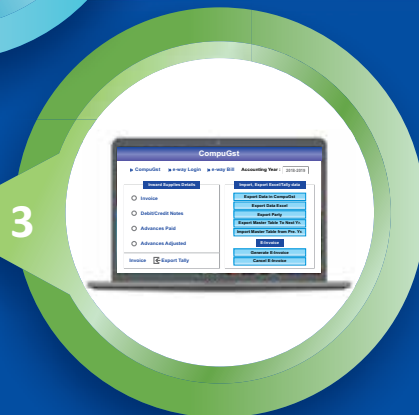 3
CompuGst
CompuGst e-way Login e-way Bill Accounting Year : 2018-2019
Inward Supplies Details
Invoice
Debit/Credit Notes
Advances Paid
Advances Adjusted
Invoice Export Tally
Import, Export Excel/Tally data
Export Data in CompuGst
Export Data Excel
Export Party
Export Master Table To Next Yr.
Import Master Table from Pre. Yr.
E-Invoice
Generate E-Invoice
Cancel E-Invoice